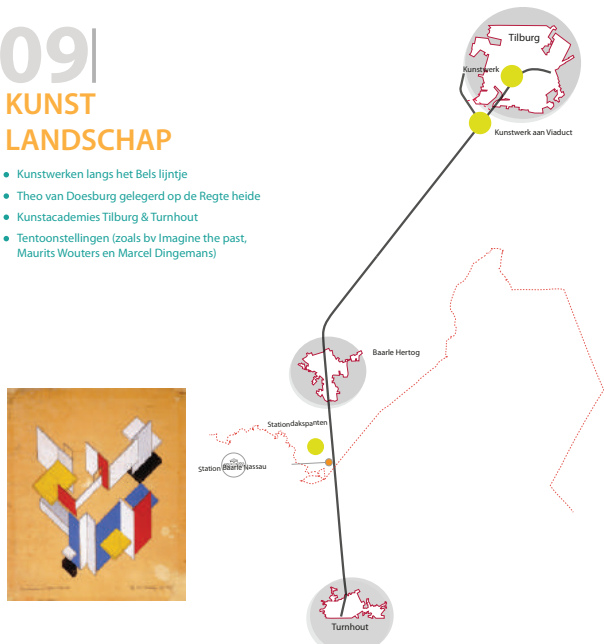 09
KUNST
LANDSCHAP
Kunstwerken langs het Bels lijntje
Theo van Doesburg gelegerd op de Regte heide
Kunstacademies Tilburg & Turnhout
Tentoonstellingen (zoals bv Imagine the past,
Maurits Wouters en Marcel Dingemans)
Tilburg
Kunstwerk
Kunstwerk aan Viaduct
Baarle Hertog
Stationdakspanten
Station Baarle Nassau
Turnhout